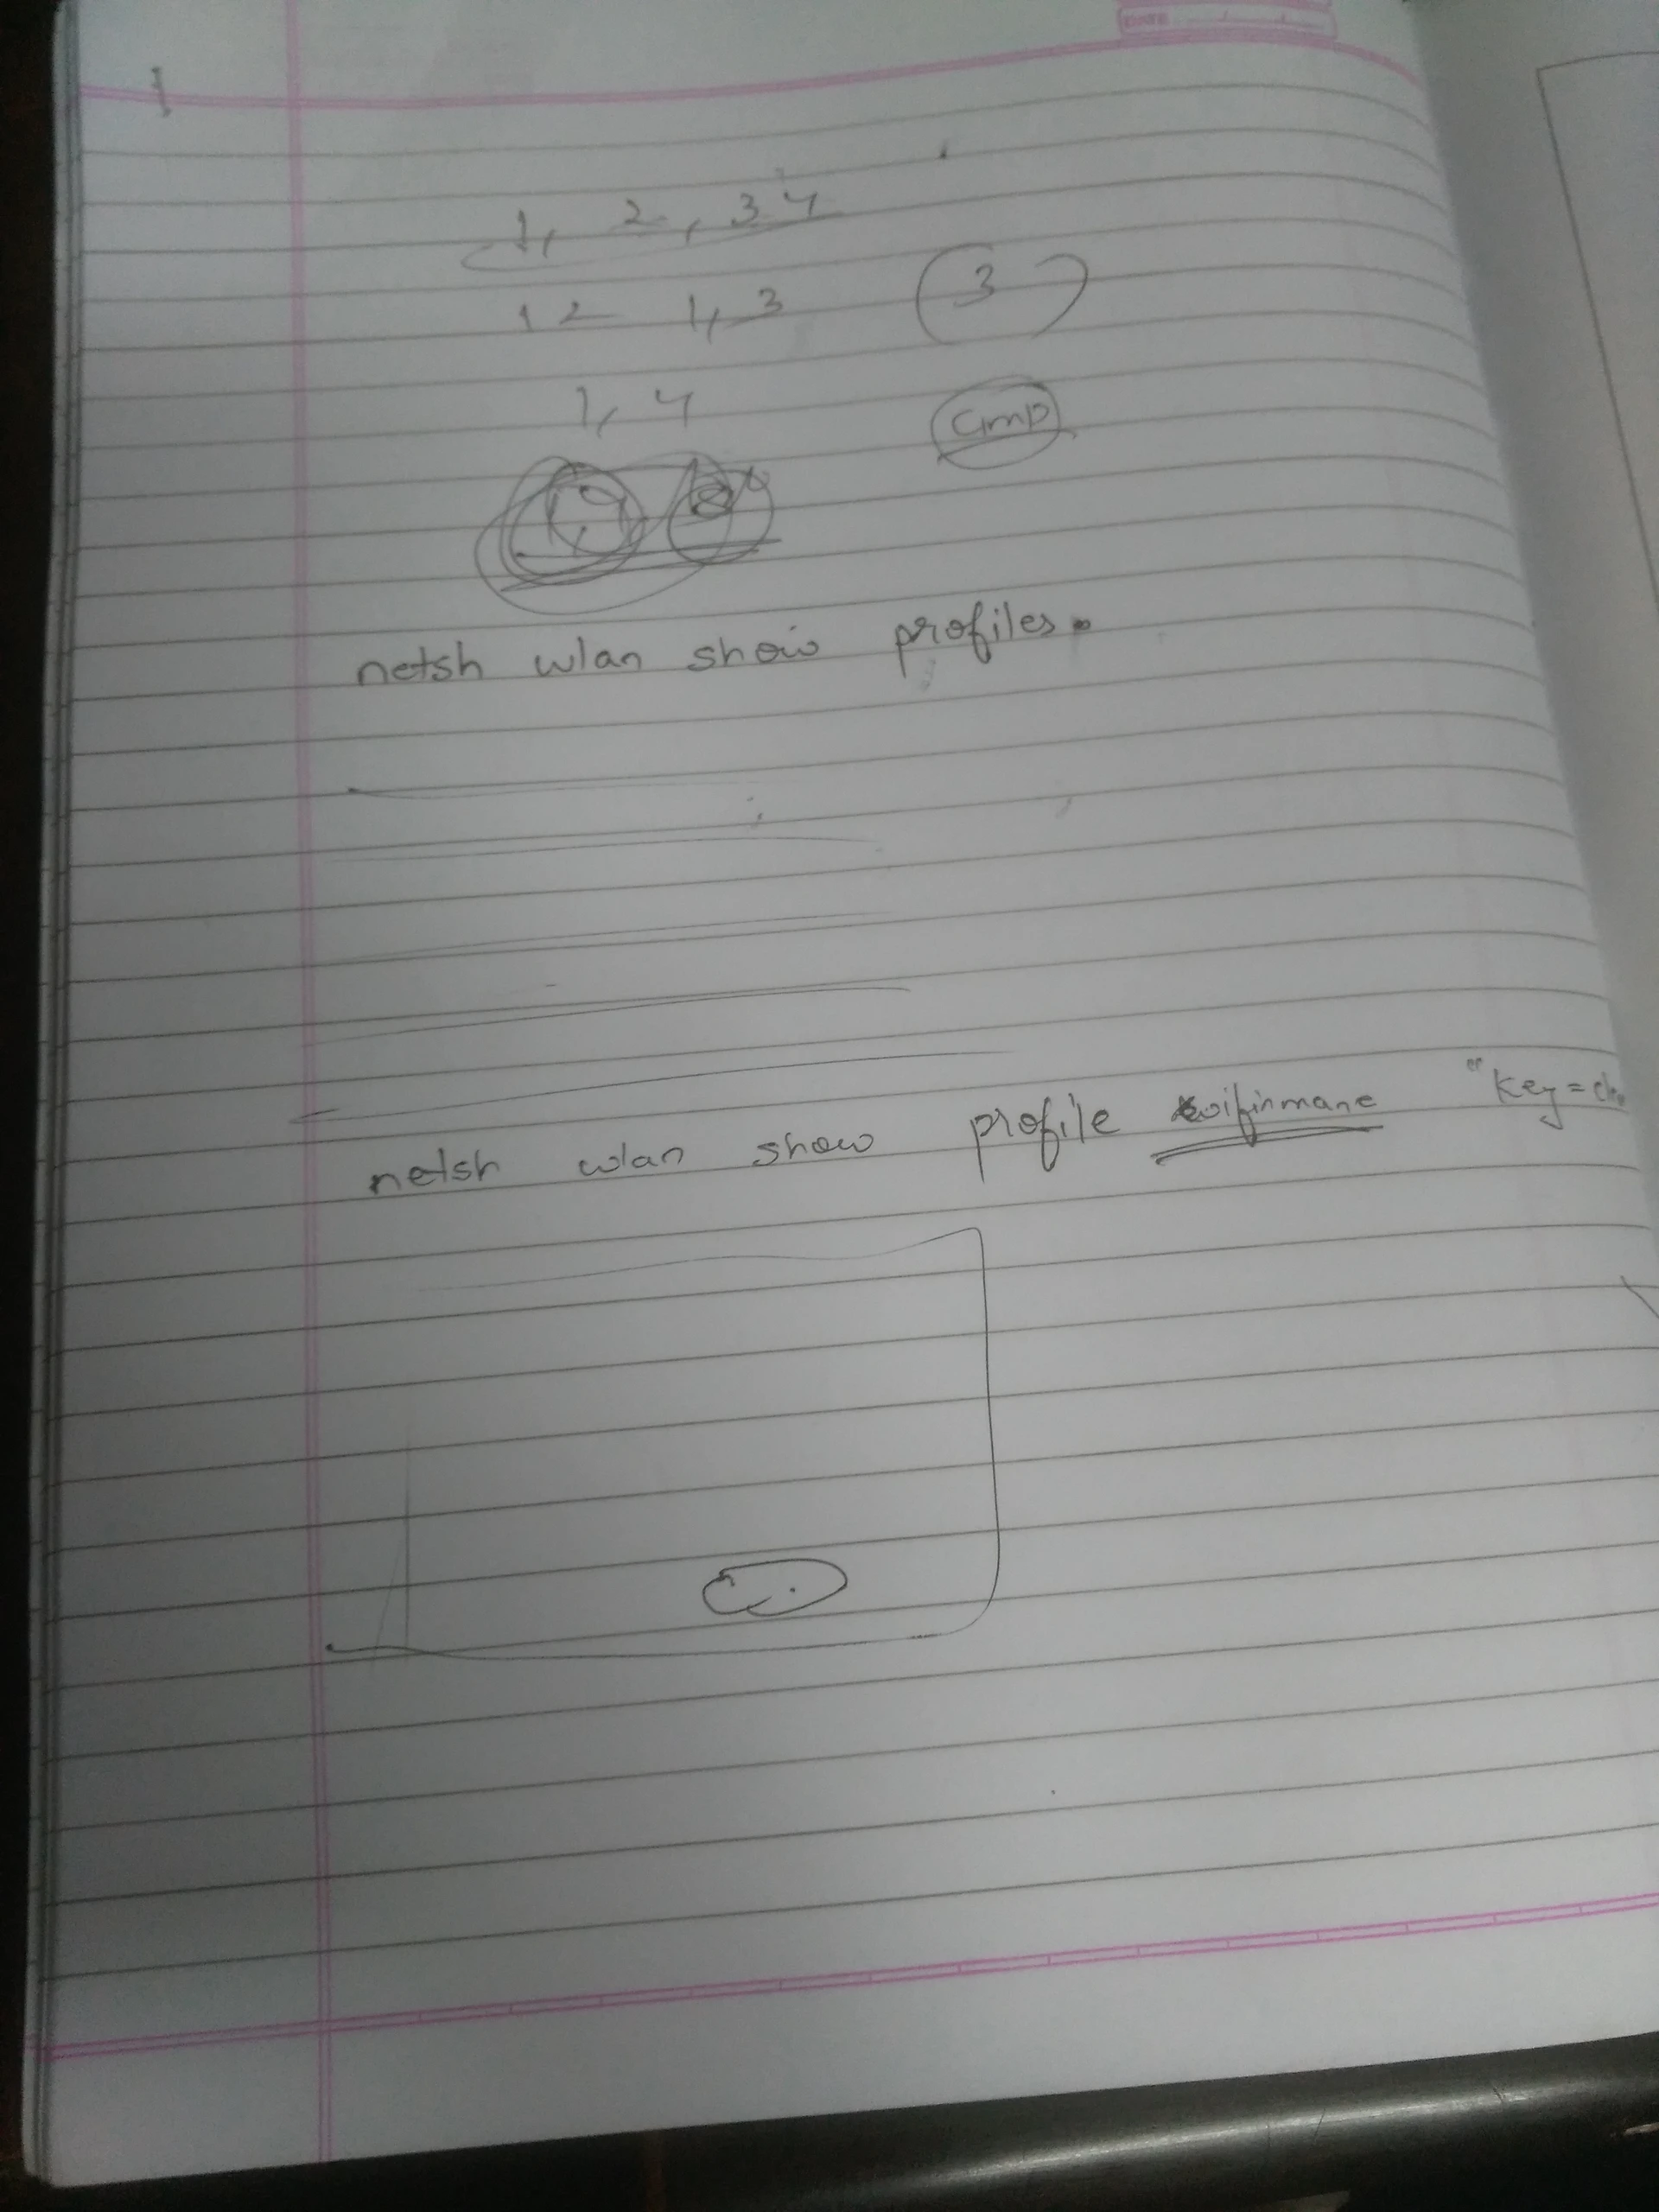 1, 2, 3 4
1 2 1, 3 3
1, 4 Cmp
netsh wlan show profiles.
netsh wlan show profile wifinmane "Key=